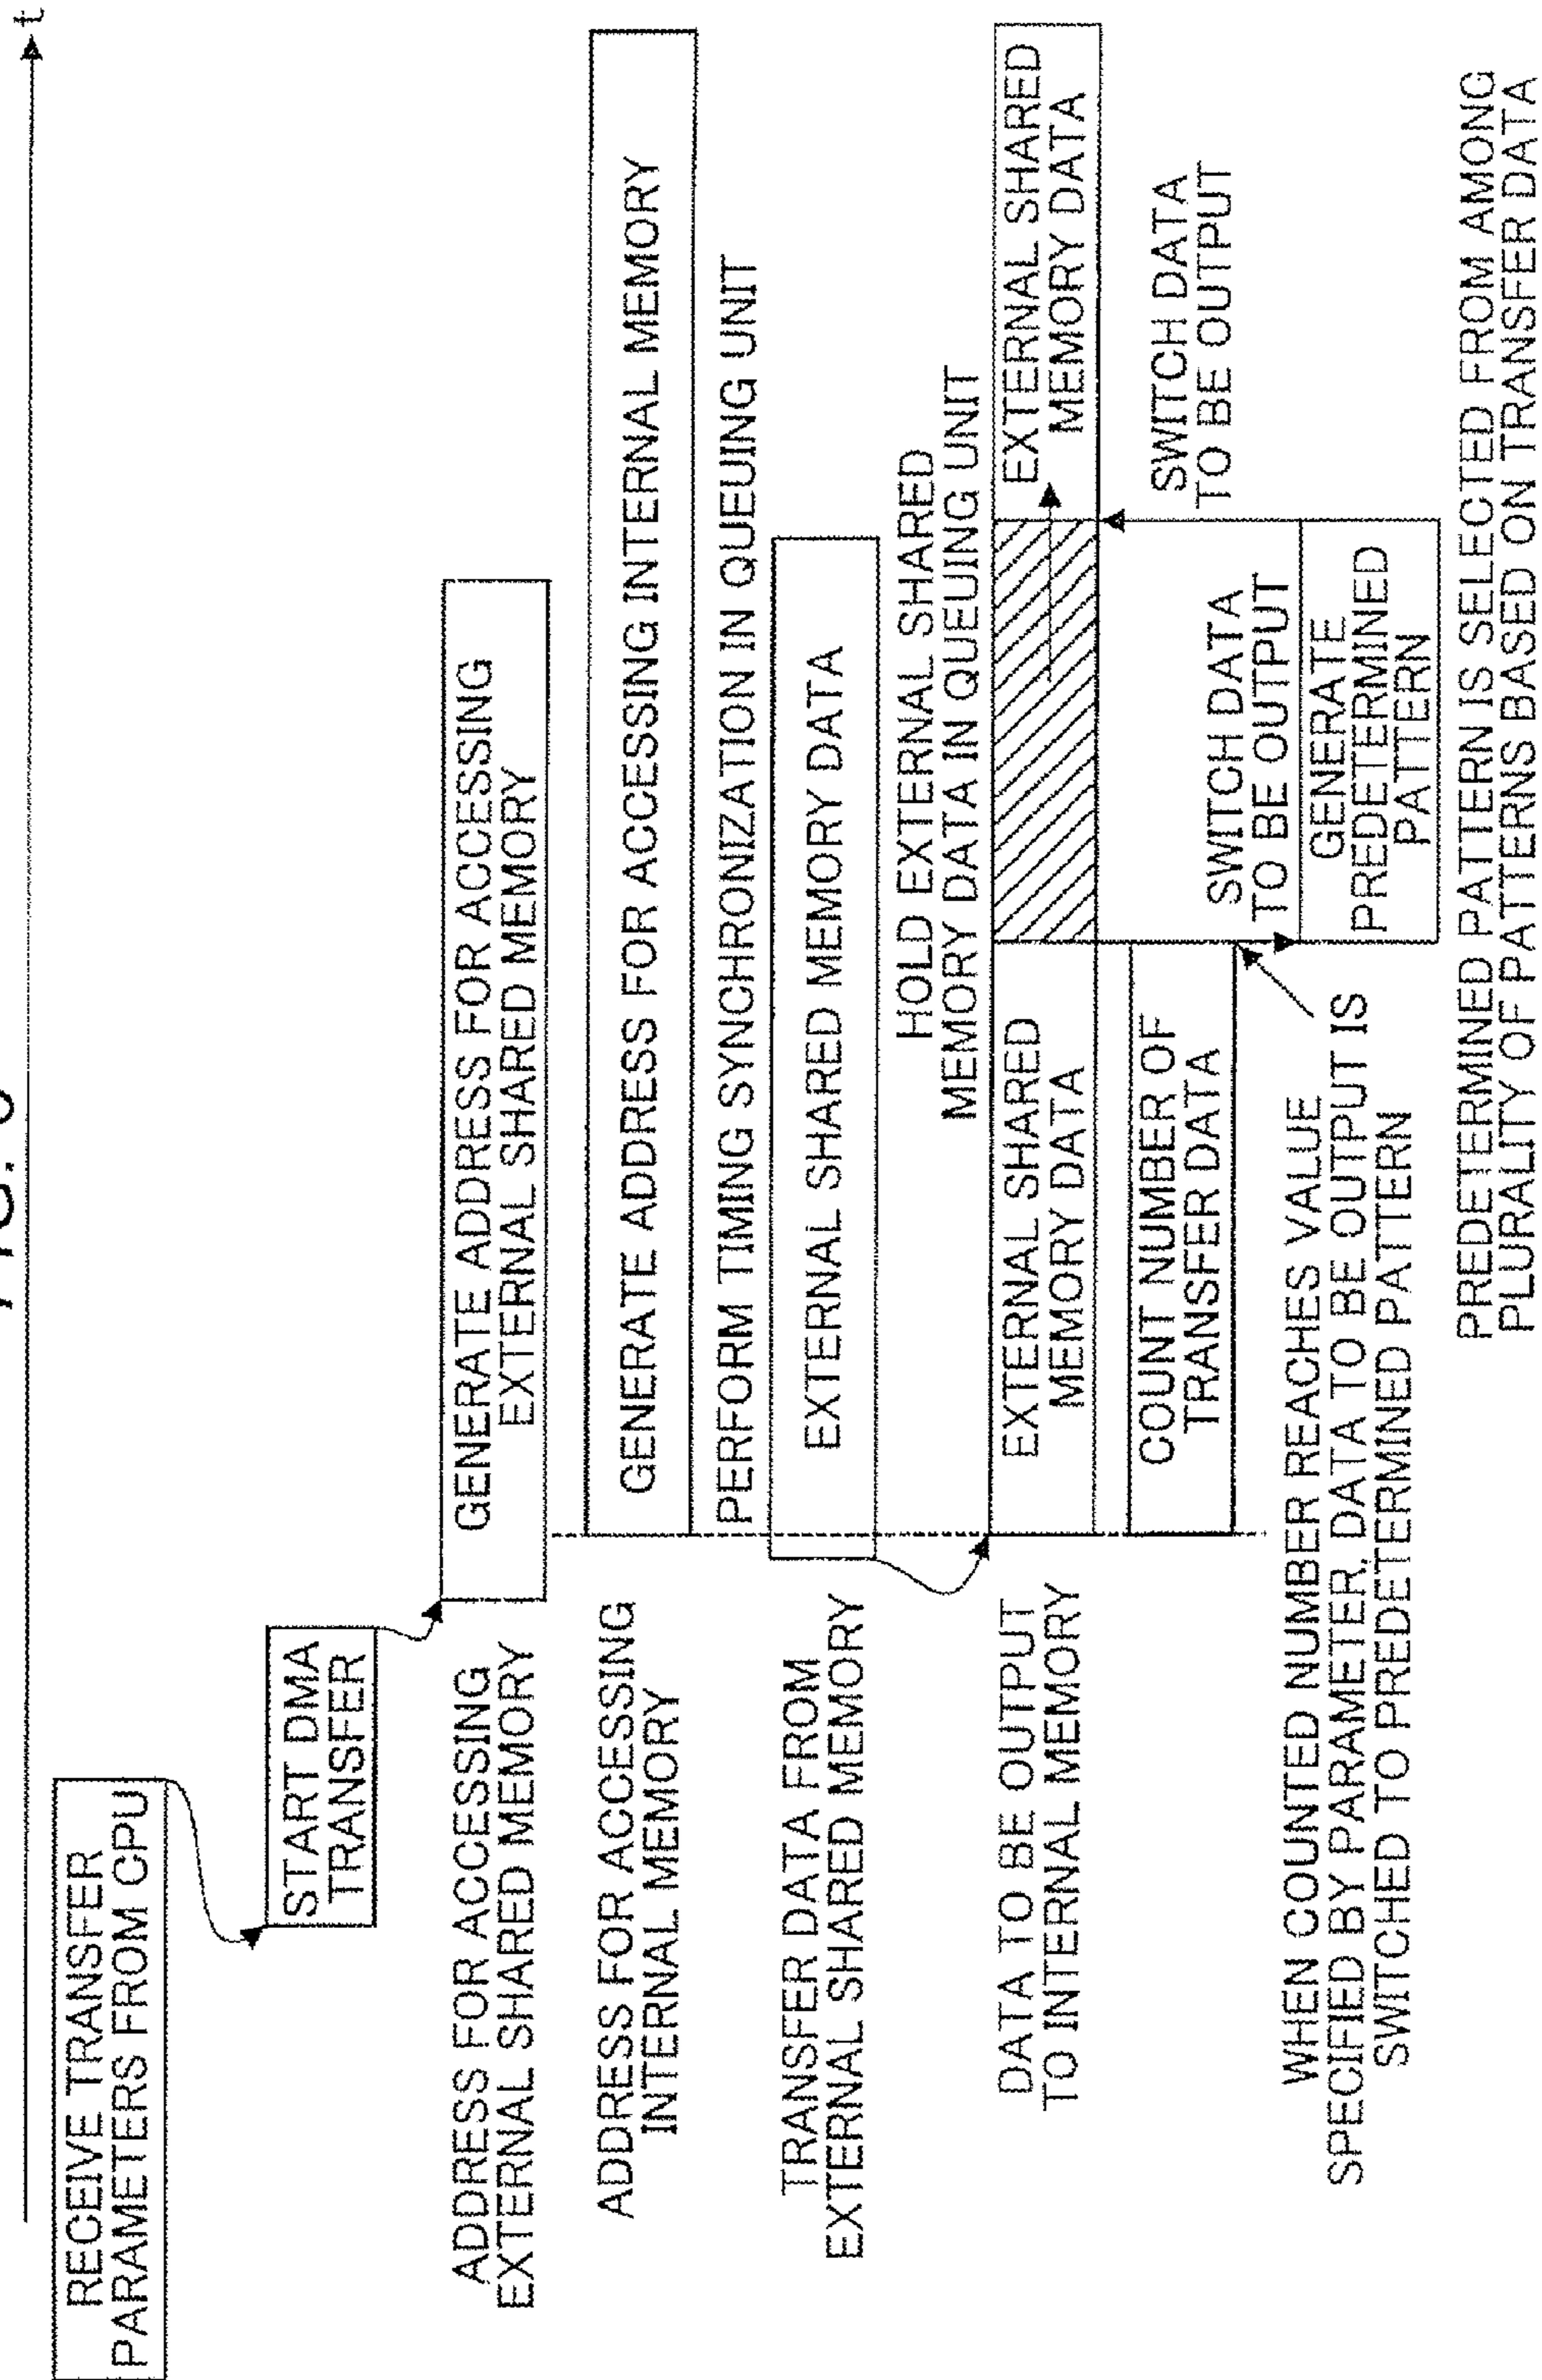 t
RECEIVE TRANSFER
PARAMETERS FROM CPU
START DMA
TRANSFER
ADDRESS FOR ACCESSING
EXTERNAL SHARED MEMORY
GENERATE ADDRESS FOR ACCESSING
EXTERNAL SHARED MEMORY
ADDRESS FOR ACCESSING
INTERNAL MEMORY
GENERATE ADDRESS FOR ACCESSING INTERNAL MEMORY
PERFORM TIMING SYNCHRONIZATION IN QUEUING UNIT
TRANSFER DATA FROM
EXTERNAL SHARED MEMORY
EXTERNAL SHARED MEMORY DATA
HOLD EXTERNAL SHARED
MEMORY DATA IN QUEUING UNIT
DATA TO BE OUTPUT
TO INTERNAL MEMORY
EXTERNAL SHARED
MEMORY DATA
EXTERNAL SHARED
MEMORY DATA
COUNT NUMBER OF
TRANSFER DATA
SWITCH DATA
TO BE OUTPUT
SWITCH DATA
TO BE OUTPUT
GENERATE
PREDETERMINED
PATTERN
WHEN COUNTED NUMBER REACHES VALUE
SPECIFIED BY PARAMETER, DATA TO BE OUTPUT IS
SWITCHED TO PREDETERMINED PATTERN
PREDETERMINED PATTERN IS SELECTED FROM AMONG
PLURALITY OF PATTERNS BASED ON TRANSFER DATA